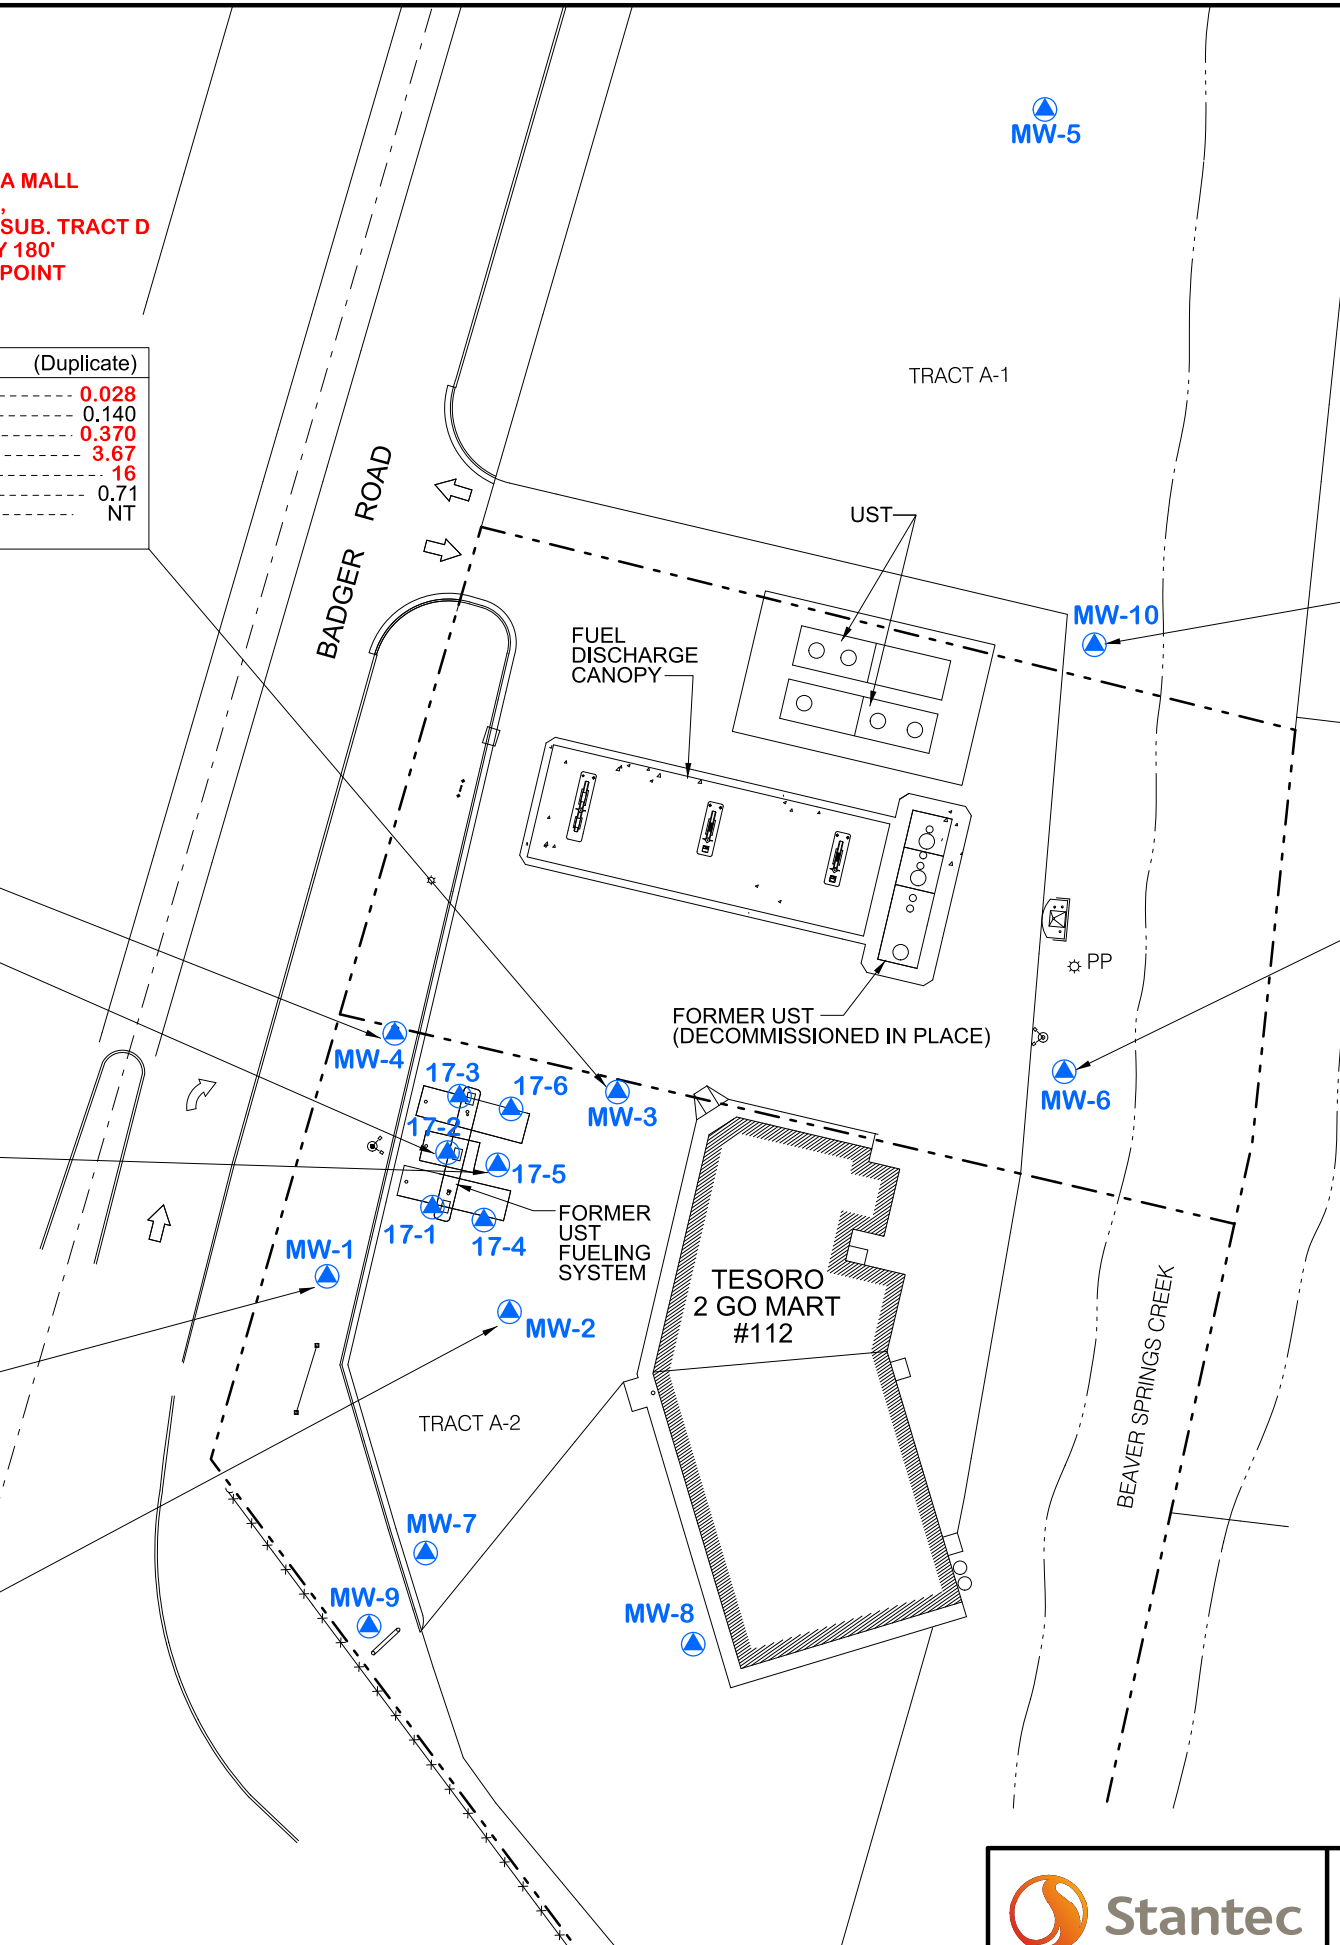 MW-5
A MALL
,
SUB. TRACT D
Y 180'
POINT
(Duplicate)
0.028
0.140
0.370
3.67
16
0.71
NT
TRACT A-1
BADGER ROAD
UST
MW-10
FUEL
DISCHARGE
CANOPY
PP
FORMER UST
(DECOMMISSIONED IN PLACE)
MW-4
17-3
17-6
MW-3
MW-6
17-2
17-5
17-1
17-4
FORMER
UST
FUELING
SYSTEM
MW-1
MW-2
TESORO
2 GO MART
#112
BEAVER SPRINGS CREEK
TRACT A-2
MW-7
MW-9
MW-8
Stantec